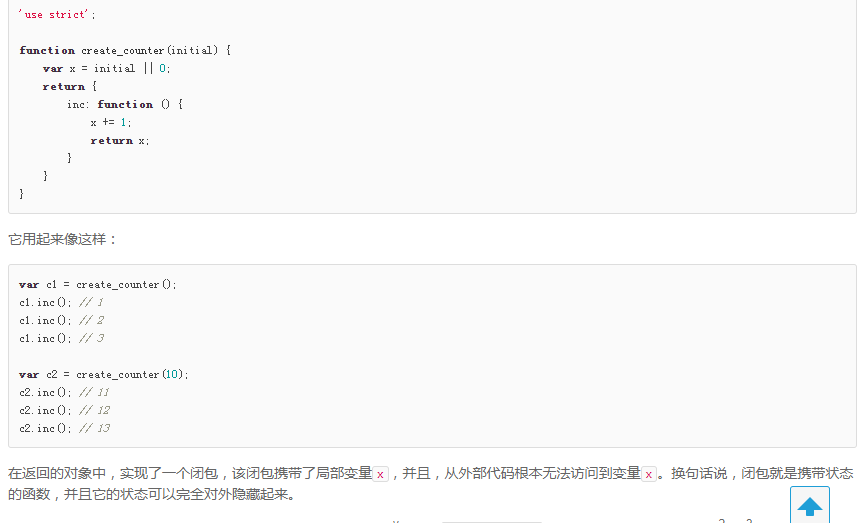 'use strict';
function create_counter(initial) {
    var x = initial || 0;
    return {
        inc: function () {
            x += 1;
            return x;
        }
    }
}
它用起来像这样：
var c1 = create_counter();
c1.inc(); // 1
c1.inc(); // 2
c1.inc(); // 3
var c2 = create_counter(10);
c2.inc(); // 11
c2.inc(); // 12
c2.inc(); // 13
在返回的对象中，实现了一个闭包，该闭包携带了局部变量x，并且，从外部代码根本无法访问到变量x。换句话说，闭包就是携带状态
的函数，并且它的状态可以完全对外隐藏起来。